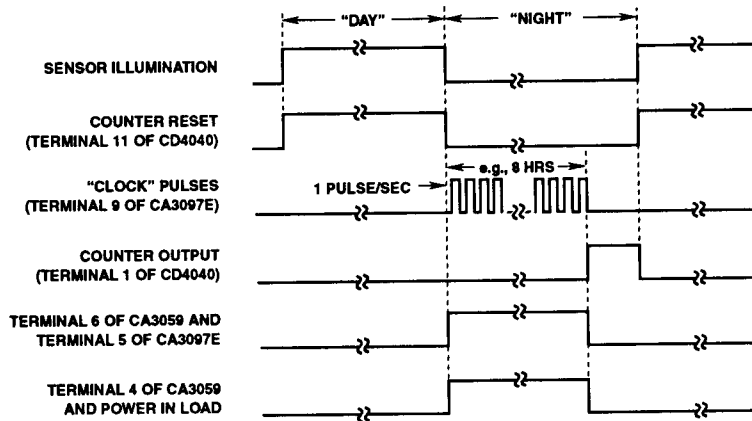 “DAY”
“NIGHT”
SENSOR ILLUMINATION
COUNTER RESET
(TERMINAL 11 OF CD4040)
e.g., 8 HRS
“CLOCK” PULSES
(TERMINAL 9 OF CA3097E)
1 PULSE/SEC
COUNTER OUTPUT
(TERMINAL 1 OF CD4040)
TERMINAL 6 OF CA3059 AND
TERMINAL 5 OF CA3097E
TERMINAL 4 OF CA3059
AND POWER IN LOAD